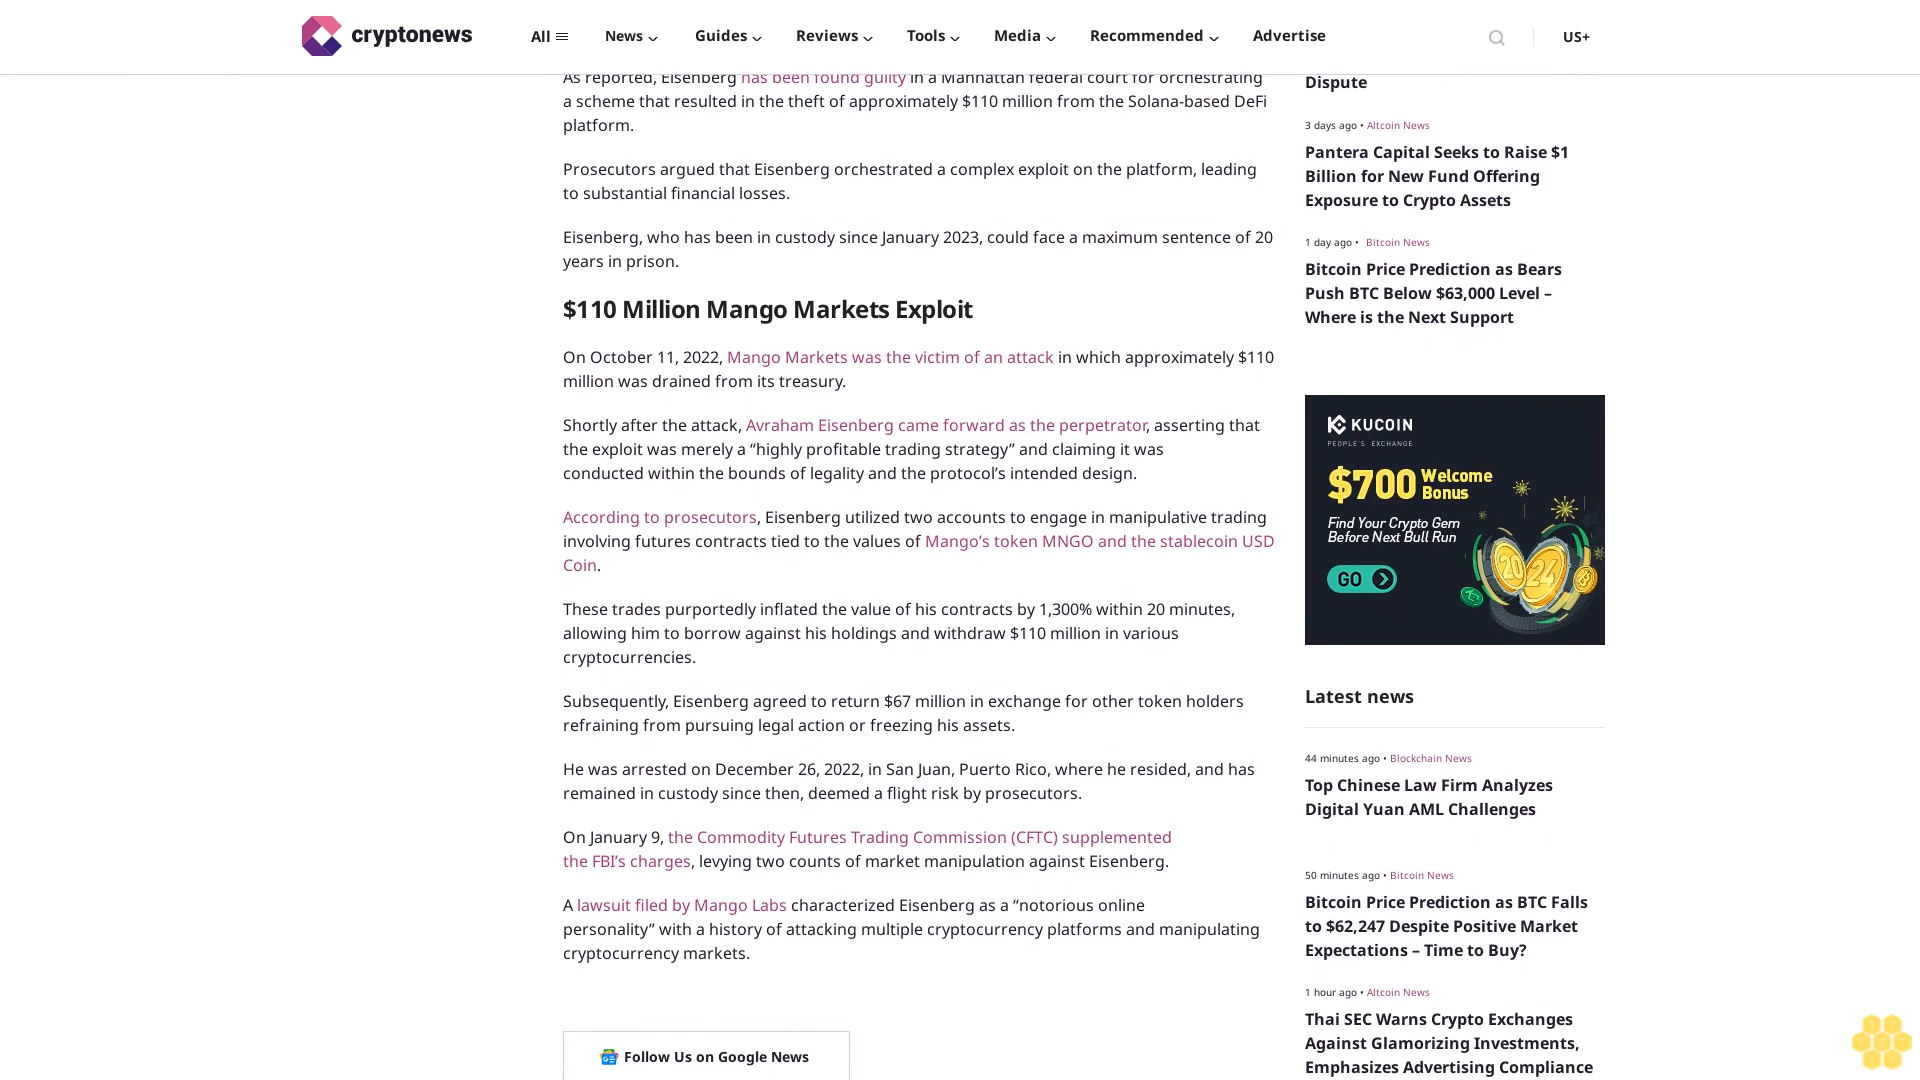 cryptonews
All
News
Guides
Reviews
Tools
Media
Recommended
Advertise
US+
As reported, Eisenberg has been found guilty in a Manhattan federal court for orchestrating
a scheme that resulted in the theft of approximately $110 million from the Solana-based DeFi
platform.
Prosecutors argued that Eisenberg orchestrated a complex exploit on the platform, leading
to substantial financial losses.
Eisenberg, who has been in custody since January 2023, could face a maximum sentence of 20
years in prison.
$110 Million Mango Markets Exploit
On October 11, 2022, Mango Markets was the victim of an attack in which approximately $110
million was drained from its treasury.
Shortly after the attack, Avraham Eisenberg came forward as the perpetrator, asserting that
the exploit was merely a “highly profitable trading strategy” and claiming it was
conducted within the bounds of legality and the protocol’s intended design.
According to prosecutors, Eisenberg utilized two accounts to engage in manipulative trading
involving futures contracts tied to the values of Mango’s token MNGO and the stablecoin USD
Coin.
These trades purportedly inflated the value of his contracts by 1,300% within 20 minutes,
allowing him to borrow against his holdings and withdraw $110 million in various
cryptocurrencies.
Subsequently, Eisenberg agreed to return $67 million in exchange for other token holders
refraining from pursuing legal action or freezing his assets.
He was arrested on December 26, 2022, in San Juan, Puerto Rico, where he resided, and has
remained in custody since then, deemed a flight risk by prosecutors.
On January 9, the Commodity Futures Trading Commission (CFTC) supplemented
the FBI’s charges, levying two counts of market manipulation against Eisenberg.
A lawsuit filed by Mango Labs characterized Eisenberg as a “notorious online
personality” with a history of attacking multiple cryptocurrency platforms and manipulating
cryptocurrency markets.
Follow Us on Google News
Dispute
3 days ago • Altcoin News
Pantera Capital Seeks to Raise $1
Billion for New Fund Offering
Exposure to Crypto Assets
1 day ago • Bitcoin News
Bitcoin Price Prediction as Bears
Push BTC Below $63,000 Level –
Where is the Next Support
KUCOIN
PEOPLE'S EXCHANGE
$700 Welcome
Bonus
Find Your Crypto Gem
Before Next Bull Run
GO
20 24
Latest news
44 minutes ago • Blockchain News
Top Chinese Law Firm Analyzes
Digital Yuan AML Challenges
50 minutes ago • Bitcoin News
Bitcoin Price Prediction as BTC Falls
to $62,247 Despite Positive Market
Expectations – Time to Buy?
1 hour ago • Altcoin News
Thai SEC Warns Crypto Exchanges
Against Glamorizing Investments,
Emphasizes Advertising Compliance